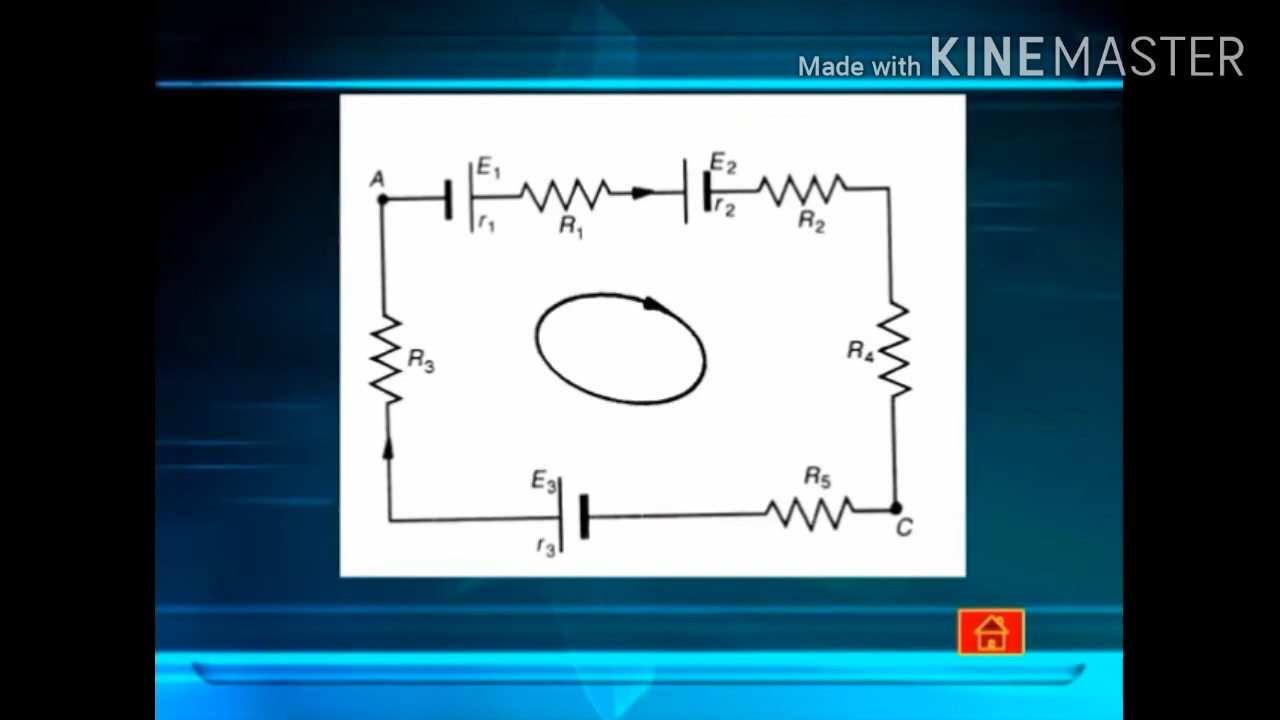 Made with KINEMASTER
A
E₁
E₂
r₁
R₁
r₂
R₂
R₃
R₄
E₃
R₅
r₃
C